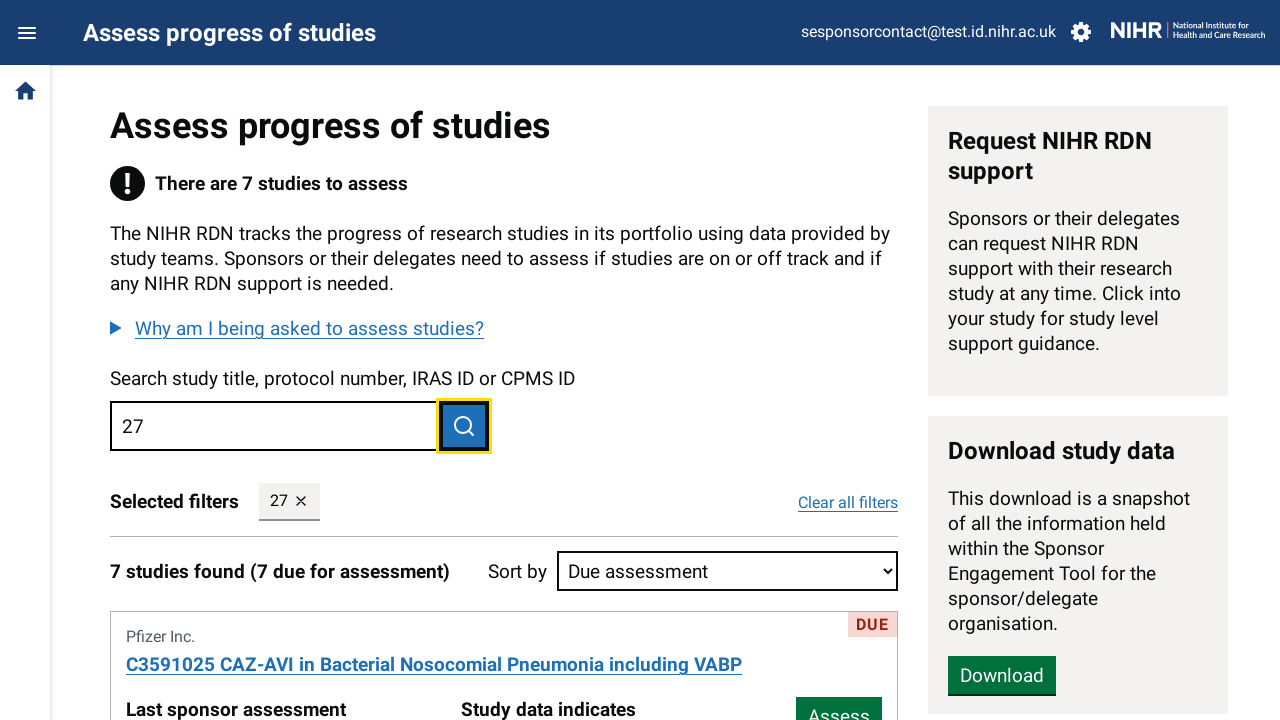 Assess progress of studies
sesponsorcontact@test.id.nihr.ac.uk
NIHR | National Institute for
Health and Care Research
Assess progress of studies
There are 7 studies to assess
The NIHR RDN tracks the progress of research studies in its portfolio using data provided by
study teams. Sponsors or their delegates need to assess if studies are on or off track and if
any NIHR RDN support is needed.
Why am I being asked to assess studies?
Search study title, protocol number, IRAS ID or CPMS ID
27
Selected filters 27
Clear all filters
7 studies found (7 due for assessment)
Sort by Due assessment
DUE
Pfizer Inc.
C3591025 CAZ-AVI in Bacterial Nosocomial Pneumonia including VABP
Last sponsor assessment
Study data indicates
Assess
Request NIHR RDN
support
Sponsors or their delegates
can request NIHR RDN
support with their research
study at any time. Click into
your study for study level
support guidance.
Download study data
This download is a snapshot
of all the information held
within the Sponsor
Engagement Tool for the
sponsor/delegate
organisation.
Download